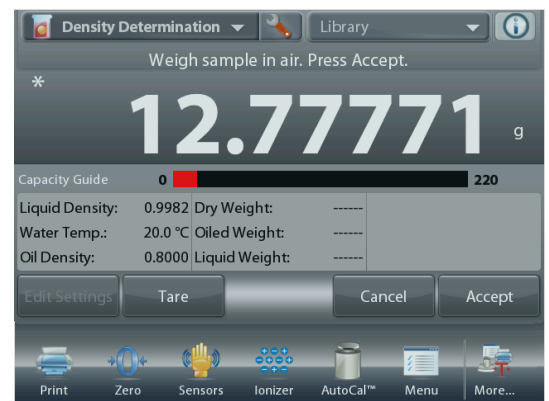 Density Determination Library
Weigh sample in air. Press Accept.
*
12.77771 g
Capacity Guide 0 220
Liquid Density: 0.9982 Dry Weight: ------
Water Temp.: 20.0 °C Oiled Weight: ------
Oil Density: 0.8000 Liquid Weight: ------
Edit Settings Tare Cancel Accept
Print Zero Sensors Ionizer AutoCal™ Menu More...